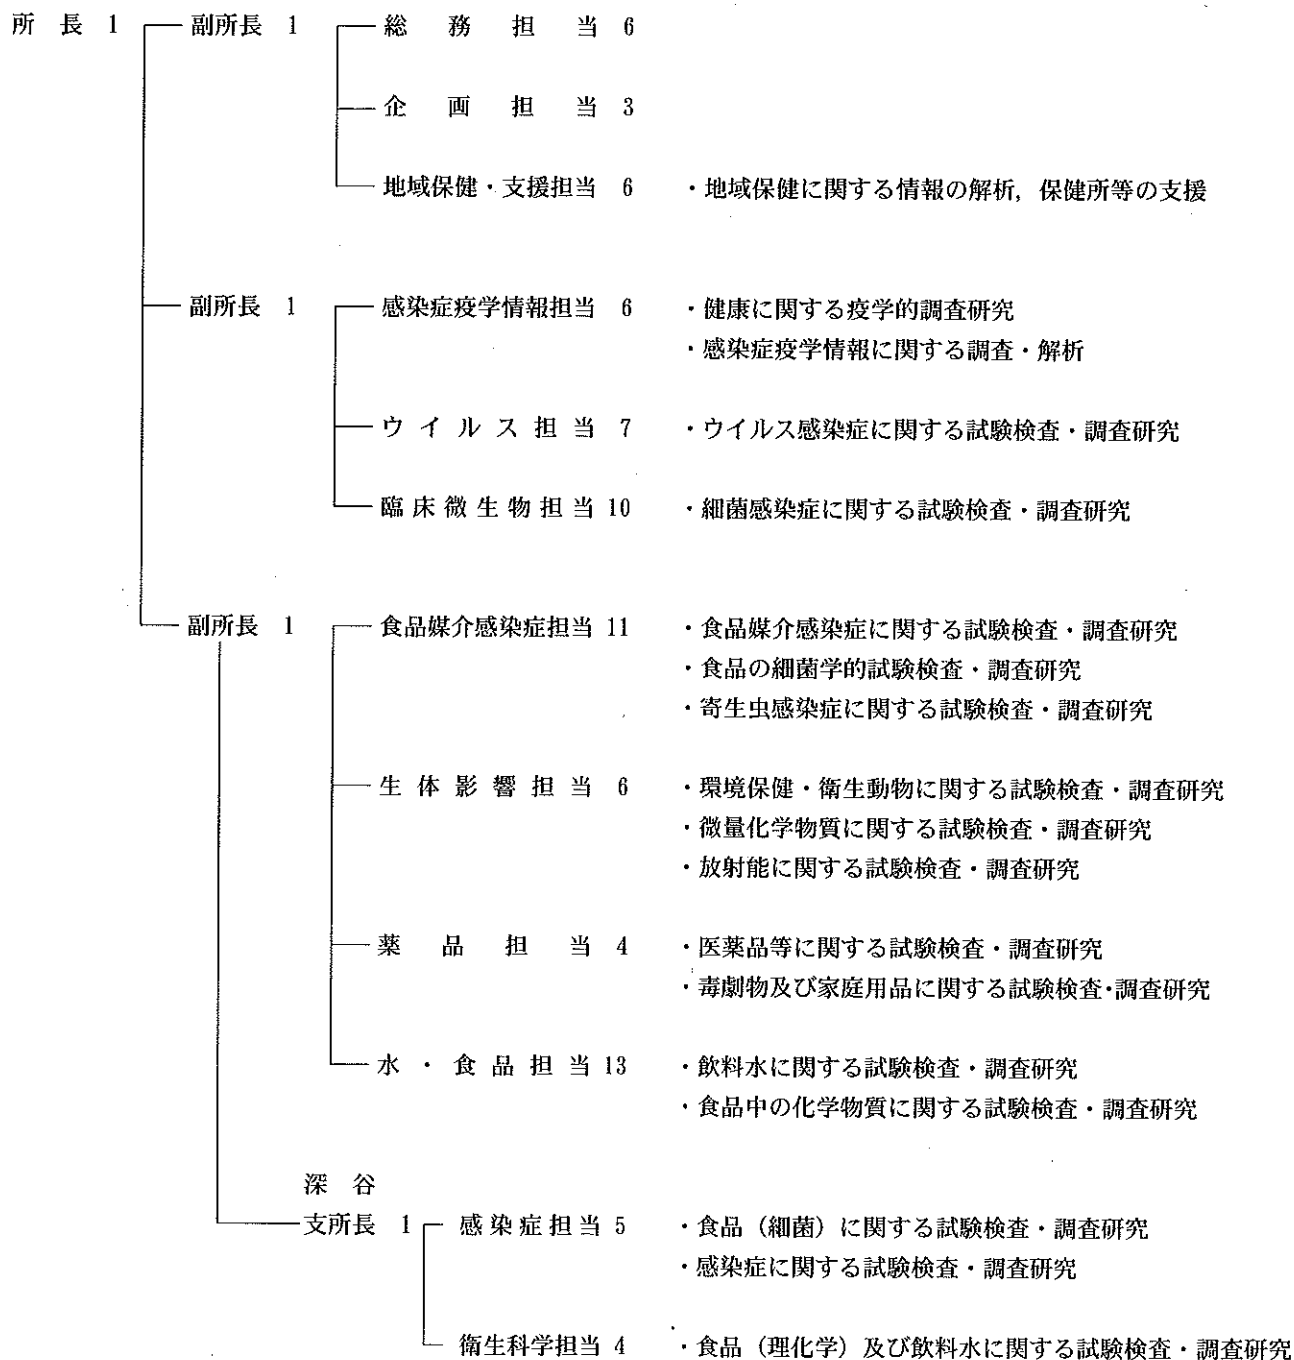 所長 1 副所長 1 総務担当 6
企画担当 3
地域保健・支援担当 6 ・地域保健に関する情報の解析，保健所等の支援
副所長 1 感染症疫学情報担当 6 ・健康に関する疫学的調査研究
・感染症疫学情報に関する調査・解析
ウイルス担当 7 ・ウイルス感染症に関する試験検査・調査研究
臨床微生物担当 10 ・細菌感染症に関する試験検査・調査研究
副所長 1 食品媒介感染症担当 11 ・食品媒介感染症に関する試験検査・調査研究
・食品の細菌学的試験検査・調査研究
・寄生虫感染症に関する試験検査・調査研究
生体影響担当 6 ・環境保健・衛生動物に関する試験検査・調査研究
・微量化学物質に関する試験検査・調査研究
・放射能に関する試験検査・調査研究
薬品担当 4 ・医薬品等に関する試験検査・調査研究
・毒劇物及び家庭用品に関する試験検査・調査研究
水・食品担当 13 ・飲料水に関する試験検査・調査研究
・食品中の化学物質に関する試験検査・調査研究
深谷
支所長 1 感染症担当 5 ・食品（細菌）に関する試験検査・調査研究
・感染症に関する試験検査・調査研究
衛生科学担当 4 ・食品（理化学）及び飲料水に関する試験検査・調査研究